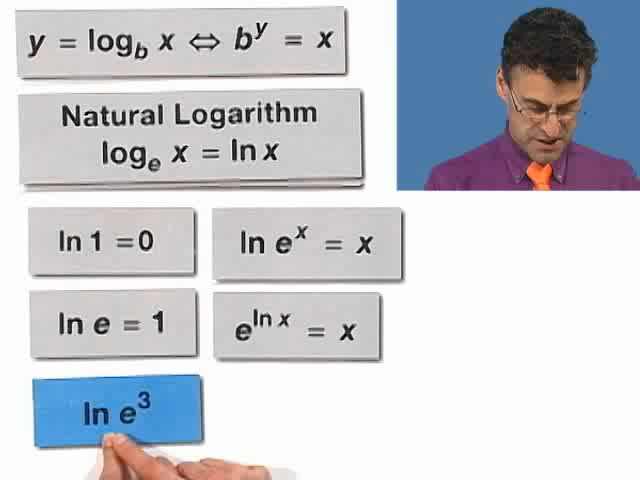 y = log_b x ⇔ b^y = x
Natural Logarithm
log_e x = ln x
ln 1 = 0
ln e^x = x
ln e = 1
e^{ln x} = x
ln e^3